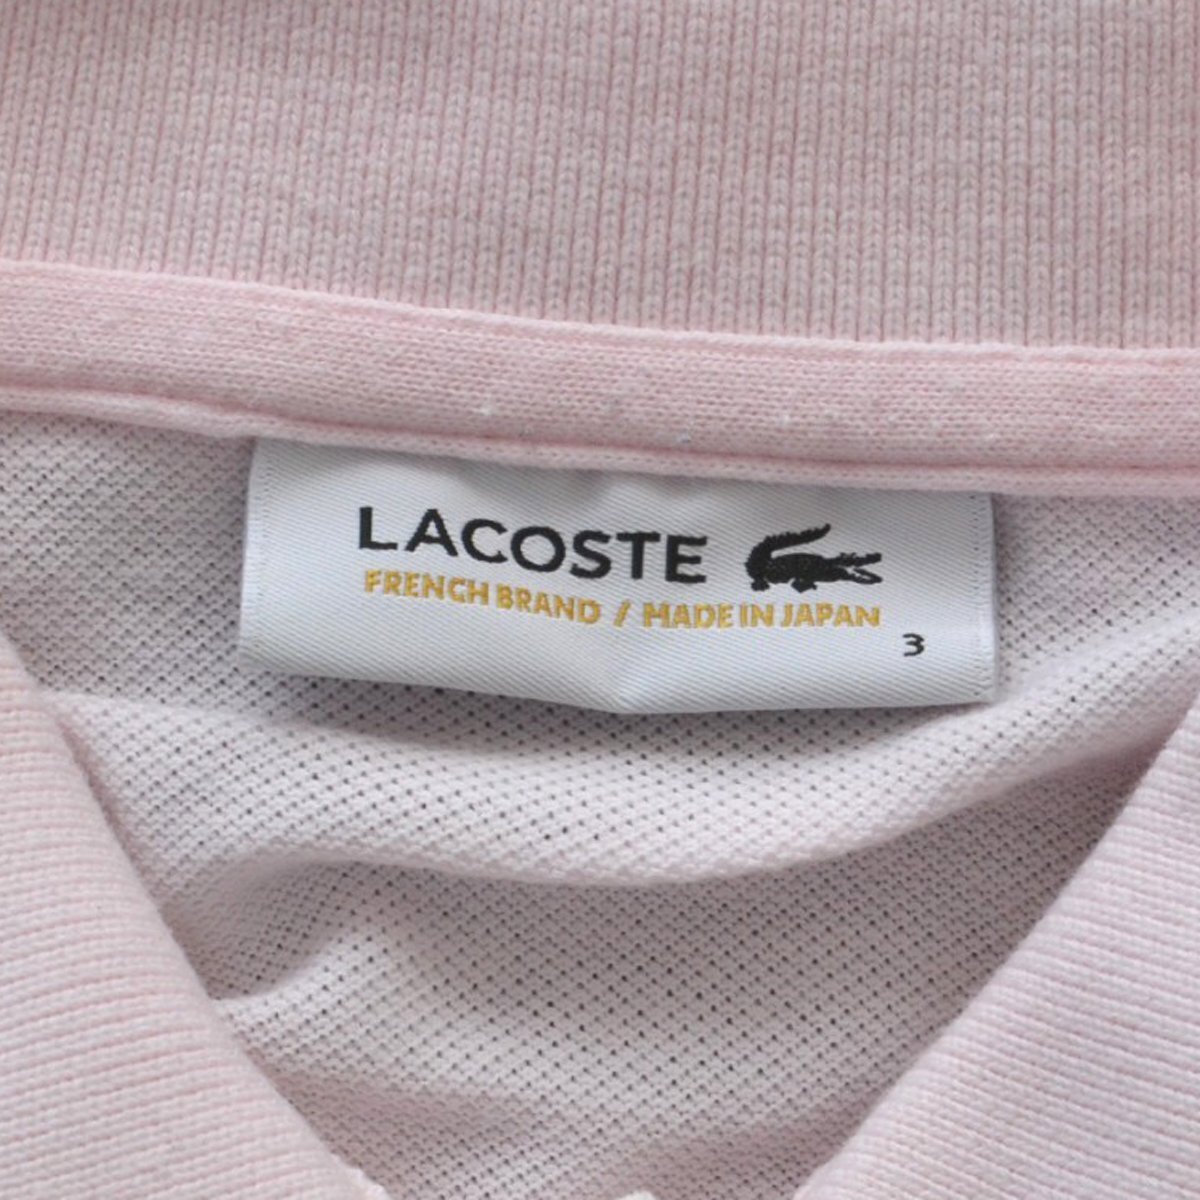 LACOSTE
FRENCH BRAND / MADE IN JAPAN
3